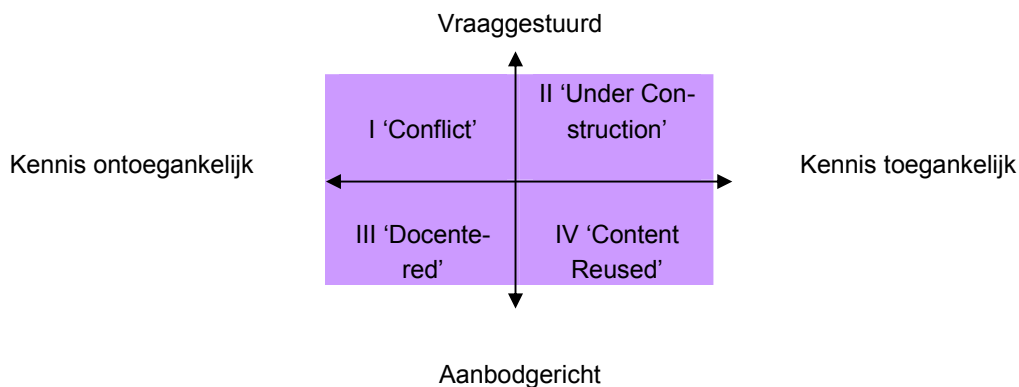 Vraaggestuurd
I ‘Conflict’
II ‘Under Con-
struction’
Kennis ontoegankelijk
Kennis toegankelijk
III ‘Docente-
red’
IV ‘Content
Reused’
Aanbodgericht